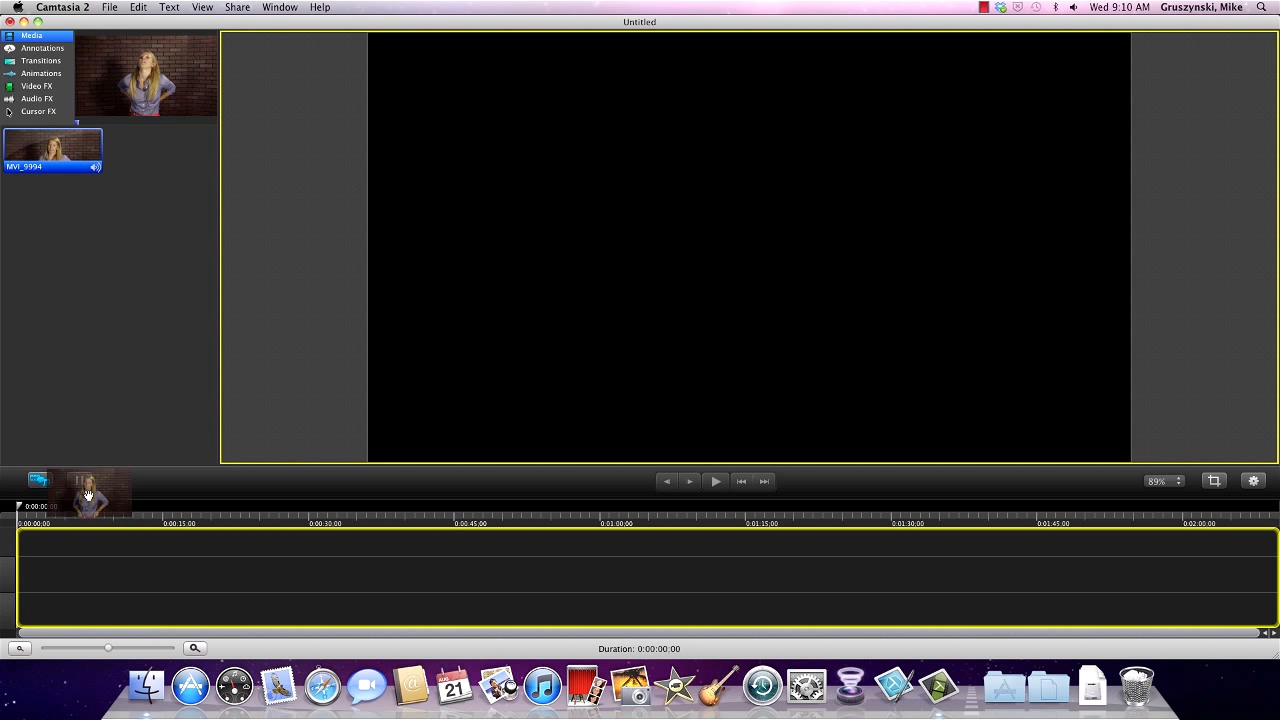 Camtasia 2 File Edit Text View Share Window Help Wed 9:10 AM Gruszynski, Mike
Untitled
Media
Annotations
Transitions
Animations
Video FX
Audio FX
Cursor FX
MVI_9994
89%
0:00:00;00 0:00:15;00 0:00:30;00 0:00:45;00 0:01:00;00 0:01:15;00 0:01:30;00 0:01:45;00 0:02:00;00
Duration: 0:00:00;00
AUG
21